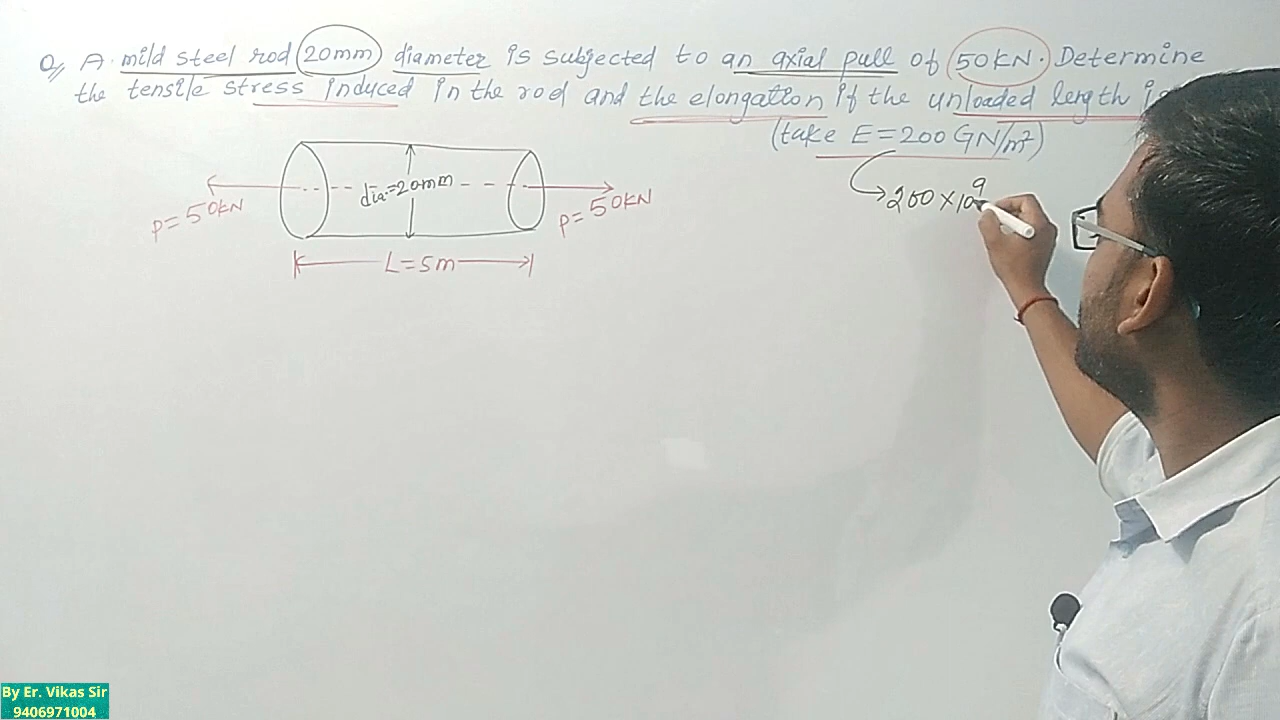 Q, A mild steel rod 20mm diameter is subjected to an axial pull of 50KN. Determine
the tensile stress induced in the rod and the elongation if the unloaded length is
(take E=200 GN/m²)
200×10⁹
dia:=20mm
P=50KN
P=50KN
L=5m
By Er. Vikas Sir
9406971004